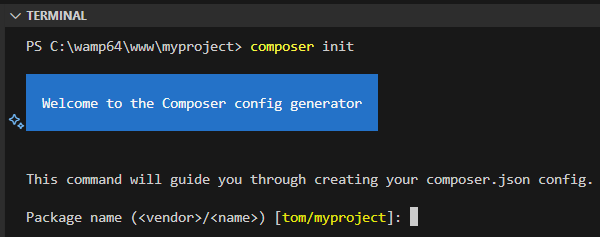 TERMINAL
PS C:\wamp64\www\myproject> composer init
Welcome to the Composer config generator
This command will guide you through creating your composer.json config.
Package name (<vendor>/<name>) [tom/myproject]: